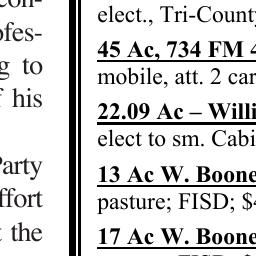 con-
ofes-
g to
f his
Party
ffort
t the
elect., Tri-County
45 Ac, 734 FM 4
mobile, att. 2 car
22.09 Ac – Willi
elect to sm. Cabi
13 Ac W. Boone
pasture; FISD; $4
17 Ac W. Boone